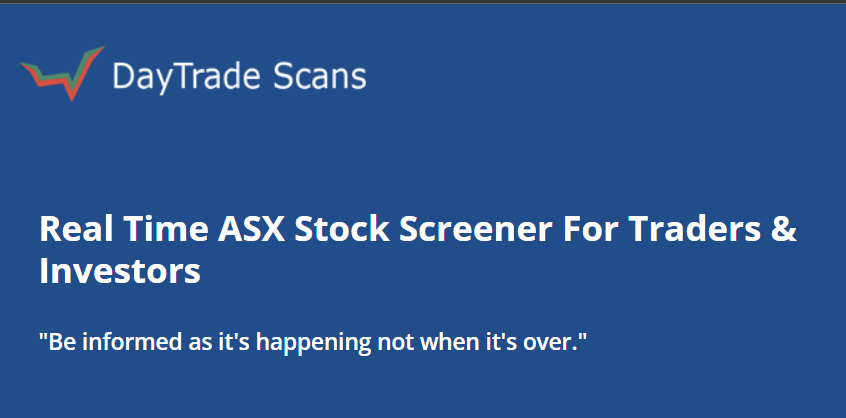 DayTrade Scans
Real Time ASX Stock Screener For Traders &
Investors
"Be informed as it's happening not when it's over."